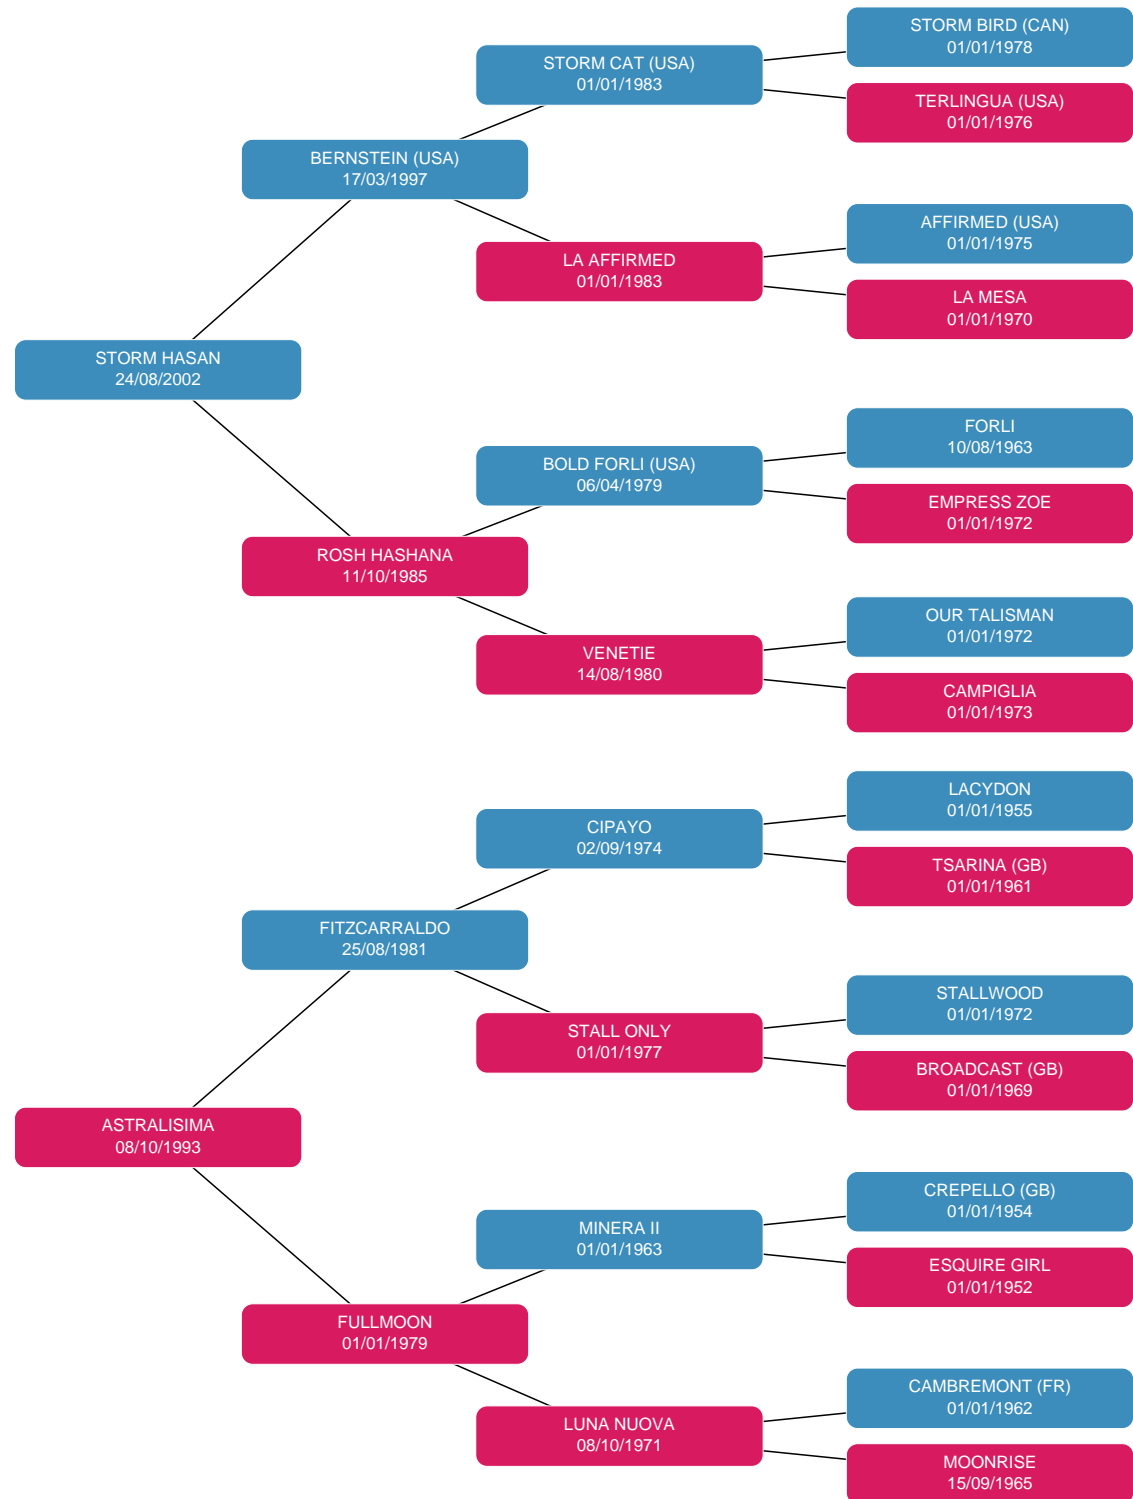 STORM BIRD (CAN)
01/01/1978
STORM CAT (USA)
01/01/1983
TERLINGUA (USA)
01/01/1976
BERNSTEIN (USA)
17/03/1997
AFFIRMED (USA)
01/01/1975
LA AFFIRMED
01/01/1983
LA MESA
01/01/1970
STORM HASAN
24/08/2002
FORLI
10/08/1963
BOLD FORLI (USA)
06/04/1979
EMPRESS ZOE
01/01/1972
ROSH HASHANA
11/10/1985
OUR TALISMAN
01/01/1972
VENETIE
14/08/1980
CAMPIGLIA
01/01/1973
LACYDON
01/01/1955
CIPAYO
02/09/1974
TSARINA (GB)
01/01/1961
FITZCARRALDO
25/08/1981
STALLWOOD
01/01/1972
STALL ONLY
01/01/1977
BROADCAST (GB)
01/01/1969
ASTRALISIMA
08/10/1993
CREPELLO (GB)
01/01/1954
MINERA II
01/01/1963
ESQUIRE GIRL
01/01/1952
FULLMOON
01/01/1979
CAMBREMONT (FR)
01/01/1962
LUNA NUOVA
08/10/1971
MOONRISE
15/09/1965